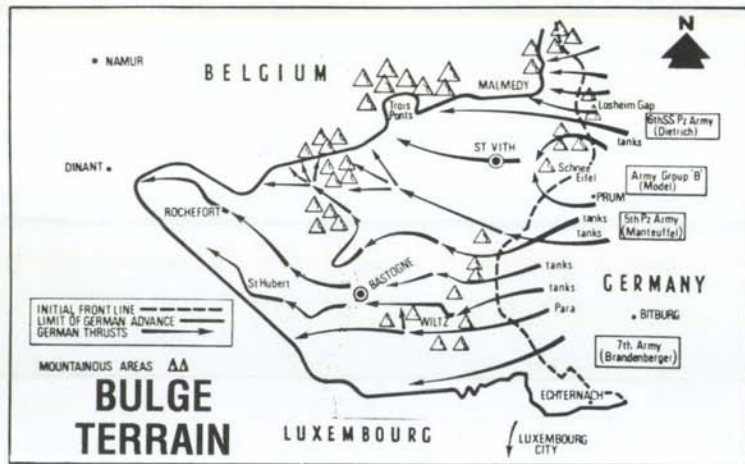 N
NAMUR
BELGIUM
MALMEDY
Trois
Ponts
Losheim Gap
6thSS Pz Army
(Dietrich)
tanks
ST VITH
DINANT
Schnee
Eifel
Army Group 'B'
(Model)
PRUM
ROCHEFORT
tanks
tanks
5th Pz Army
(Manteuffel)
St Hubert
BASTOGNE
tanks
GERMANY
tanks
INITIAL FRONT LINE
LIMIT OF GERMAN ADVANCE
GERMAN THRUSTS
WILTZ
Para
BITBURG
7th Army
(Brandenberger)
MOUNTAINOUS AREAS
BULGE
TERRAIN
ECHTERNACH
LUXEMBOURG
LUXEMBOURG
CITY